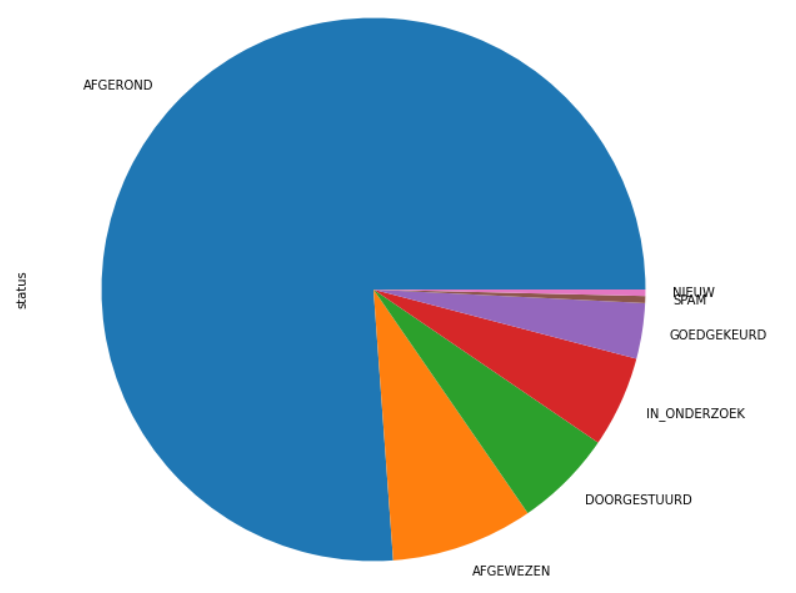 AFGEROND
status
NIEUW
SPAM
GOEDGEKEURD
IN_ONDERZOEK
DOORGESTUURD
AFGEWEZEN